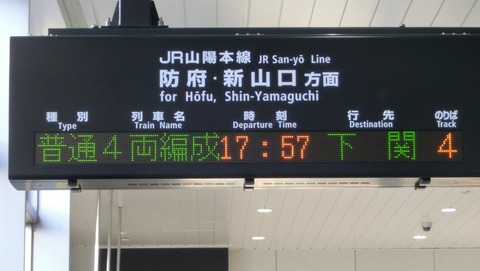 JR山陽本線 JR San-yō Line
防府・新山口 方面
for Hōfu, Shin-Yamaguchi
種別 列車名 時刻 行先 のりば
Type Train Name Departure Time Destination Track
普通 4両編成 17:57 下関 4